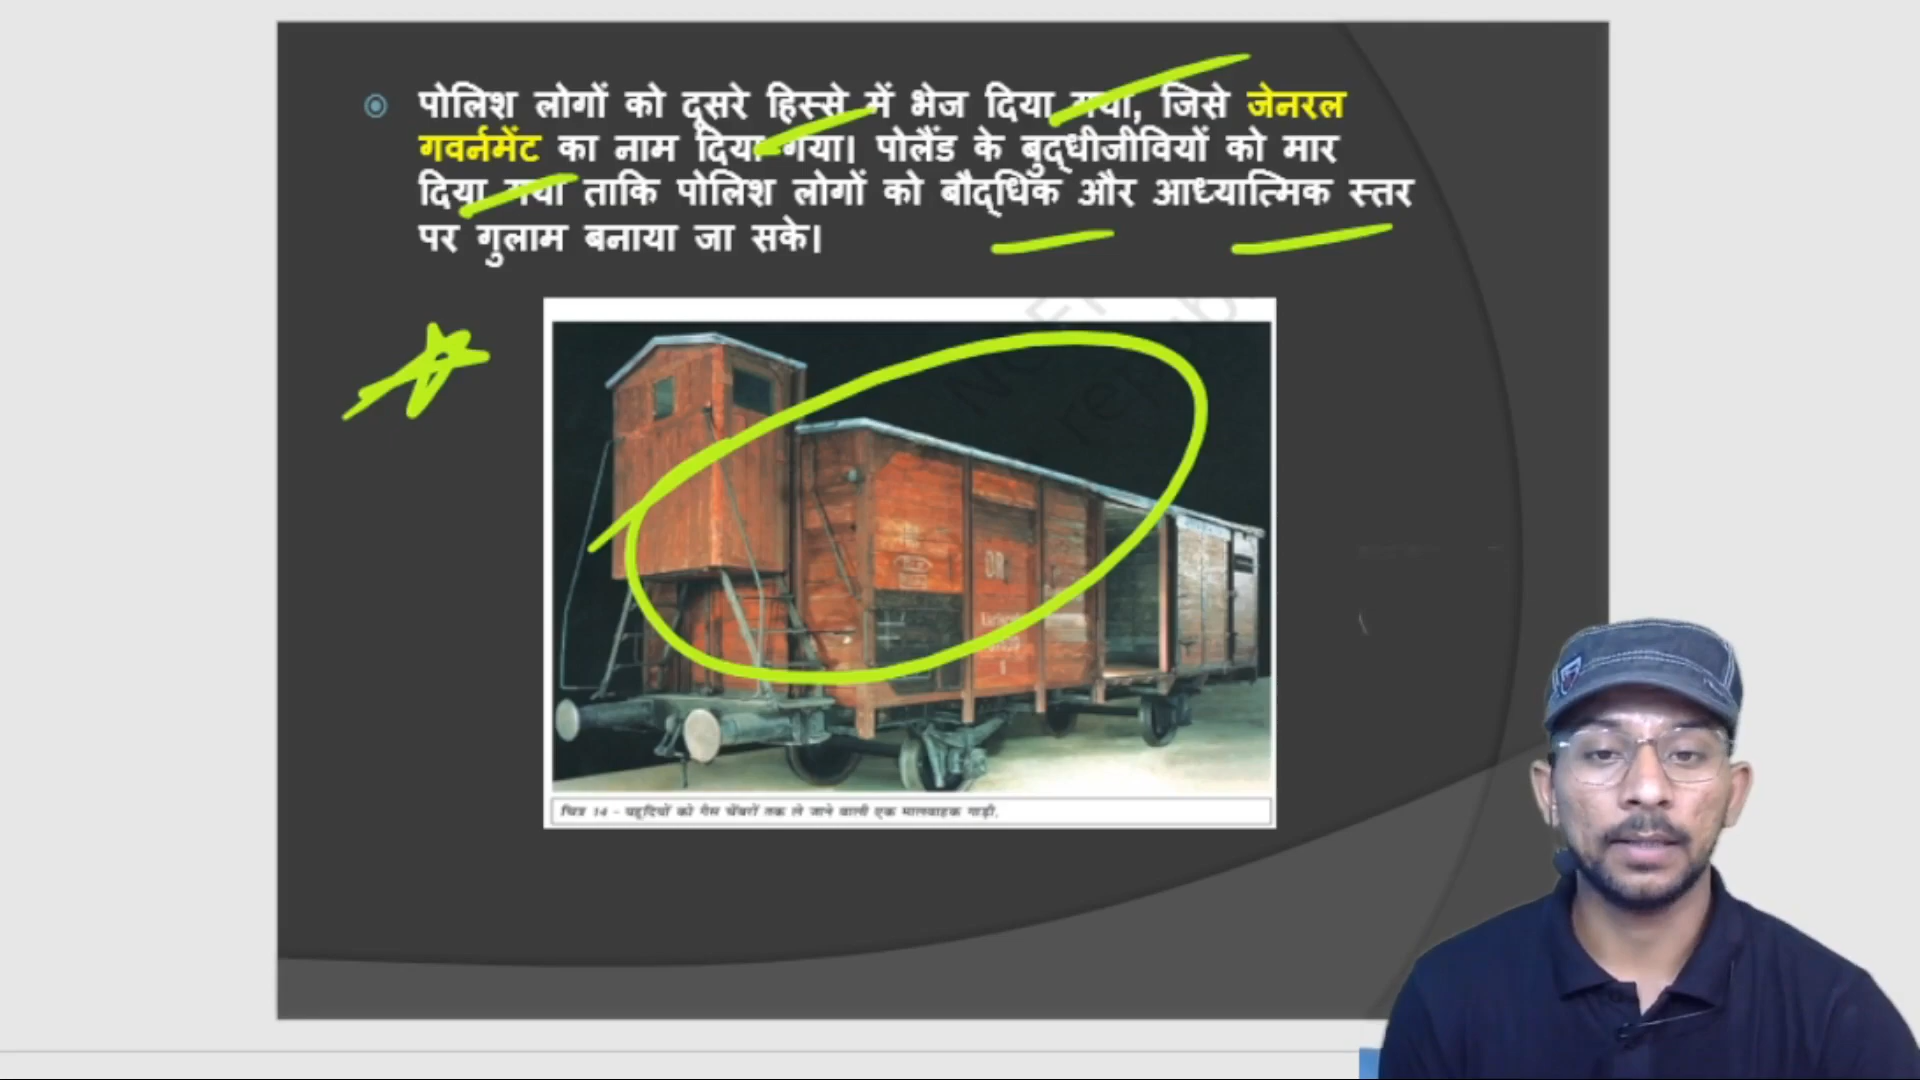 पोलिश लोगों को दूसरे हिस्से में भेज दिया गया, जिसे जेनरल
गवर्नमेंट का नाम दिया गया। पोलैंड के बुद्धीजीवियों को मार
दिया गया ताकि पोलिश लोगों को बौद्धिक और आध्यात्मिक स्तर
पर गुलाम बनाया जा सके।
DR
चित्र 14 - यहूदियों को गैस चेंबरों तक ले जाने वाली एक मालवाहक गाड़ी,